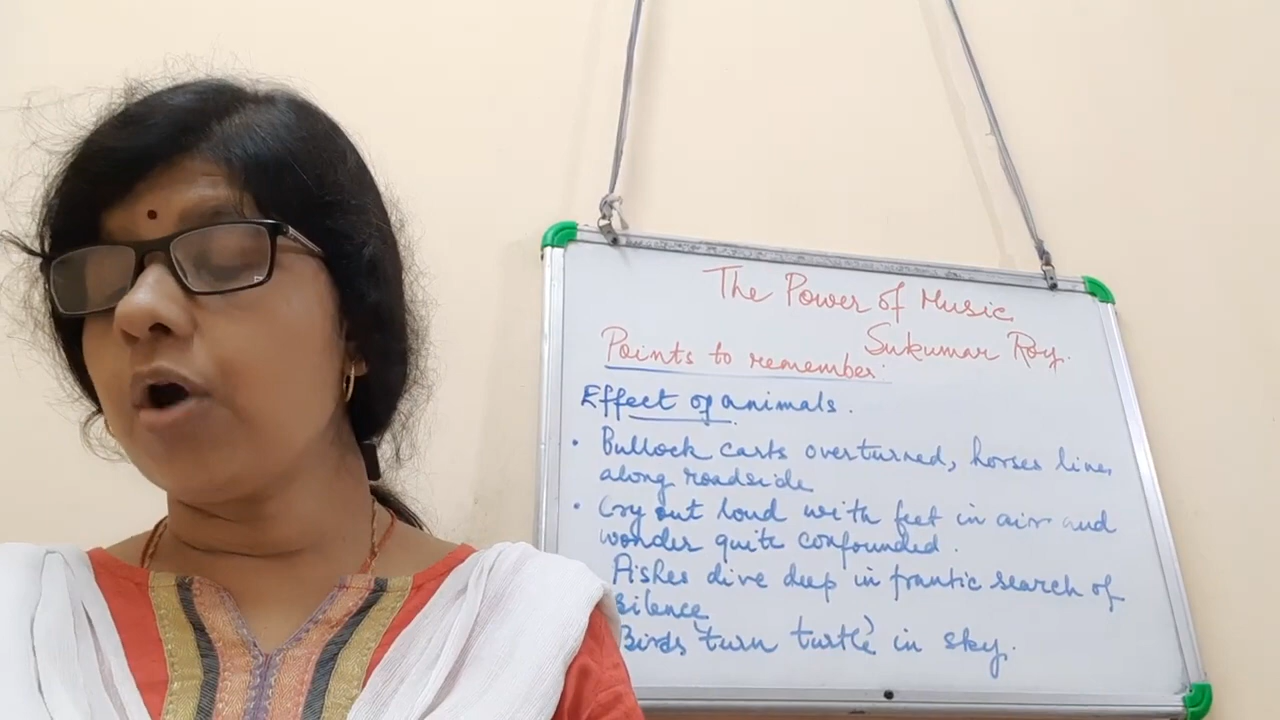 The Power of Music
Sukumar Roy.
Points to remember.
Effect of animals.
• Bullock carts overturned, horses line
along roadside
• Cry out loud with feet in air and
wonder quite confounded.
Fishes dive deep in frantic search of
silence
Birds 'turn turtle' in sky.